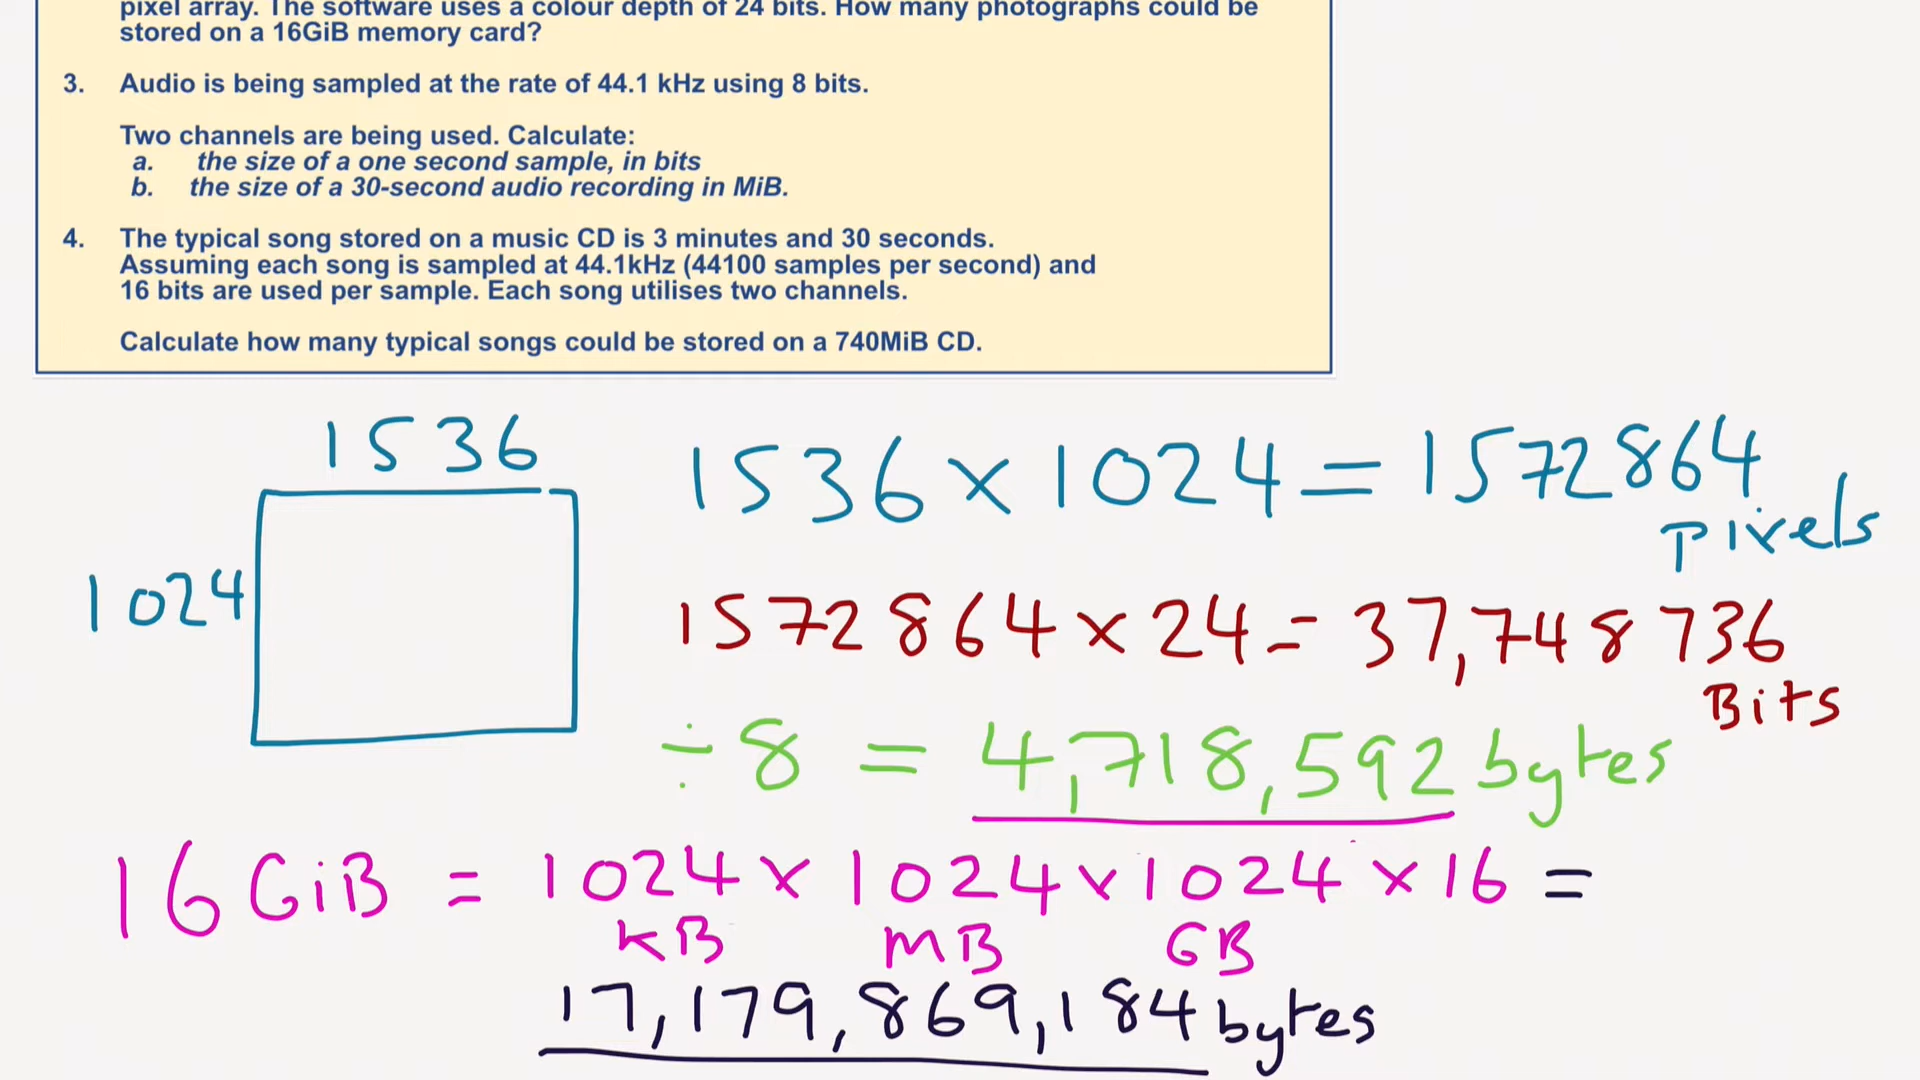 pixel array. The software uses a colour depth of 24 bits. How many photographs could be
stored on a 16GiB memory card?
3. Audio is being sampled at the rate of 44.1 kHz using 8 bits.
Two channels are being used. Calculate:
a. the size of a one second sample, in bits
b. the size of a 30-second audio recording in MiB.
4. The typical song stored on a music CD is 3 minutes and 30 seconds.
Assuming each song is sampled at 44.1kHz (44100 samples per second) and
16 bits are used per sample. Each song utilises two channels.
Calculate how many typical songs could be stored on a 740MiB CD.
1536
1024
1536 x 1024 = 1572864
pixels
1572864 x 24 = 37,748 736
Bits
÷ 8 = 4,718,592 bytes
16 GiB = 1024 x 1024 x 1024 x 16 =
KB MB GB
17,179,869,184 bytes